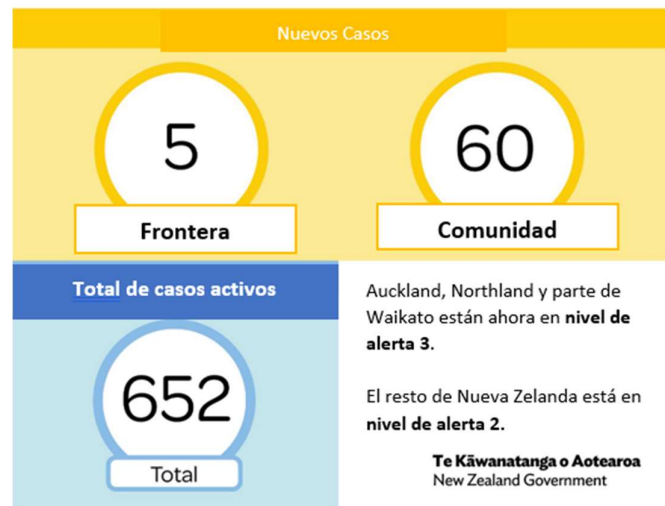 Nuevos Casos
5
60
Frontera
Comunidad
Total de casos activos
652
Total
Auckland, Northland y parte de
Waikato están ahora en nivel de
alerta 3.
El resto de Nueva Zelanda está en
nivel de alerta 2.
Te Kāwanatanga o Aotearoa
New Zealand Government